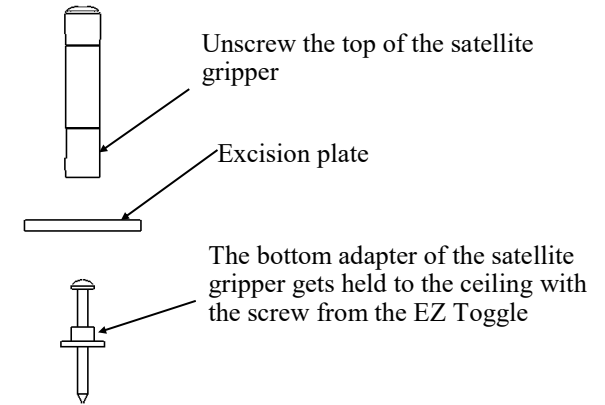 Unscrew the top of the satellite
gripper
Excision plate
The bottom adapter of the satellite
gripper gets held to the ceiling with
the screw from the EZ Toggle